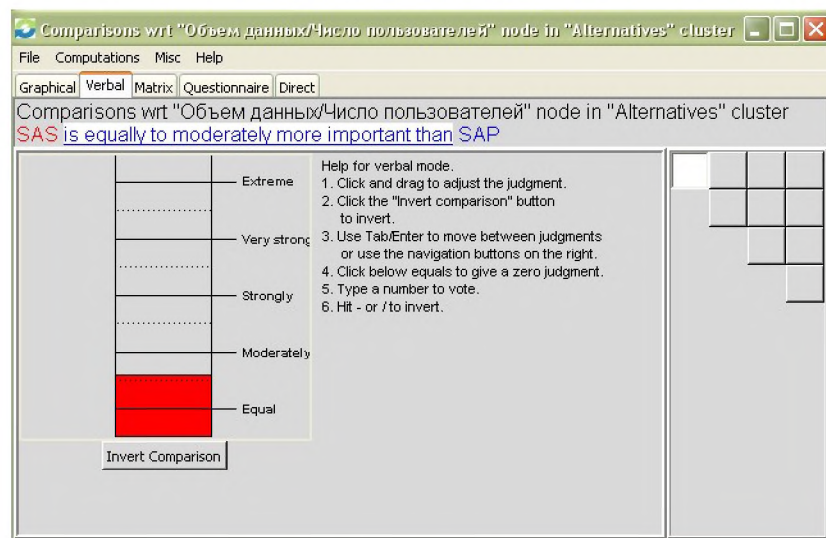 Comparisons wrt "Объем данных/Число пользователей" node in "Alternatives" cluster
File Computations Misc Help
Graphical Verbal Matrix Questionnaire Direct
Comparisons wrt "Объем данных/Число пользователей" node in "Alternatives" cluster
SAS is equally to moderately more important than SAP
Extreme
Very strong
Strongly
Moderately
Equal
Invert Comparison
Help for verbal mode.
1. Click and drag to adjust the judgment.
2. Click the "Invert comparison" button
to invert.
3. Use Tab/Enter to move between judgments
or use the navigation buttons on the right.
4. Click below equals to give a zero judgment.
5. Type a number to vote.
6. Hit - or / to invert.